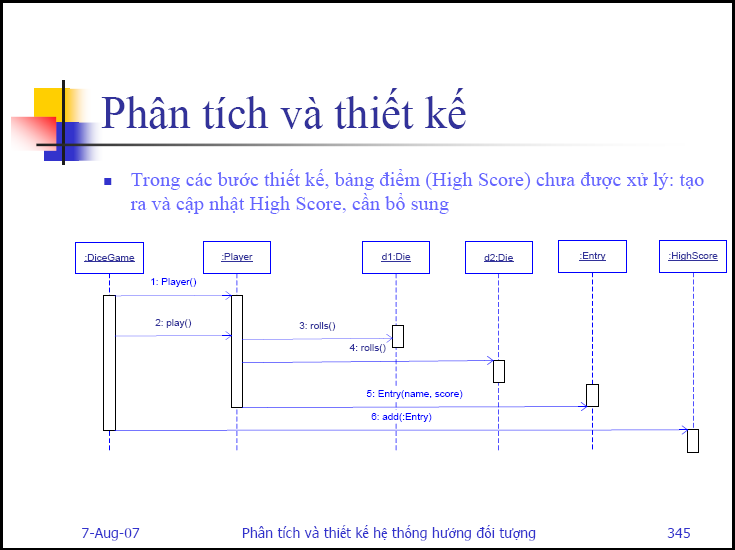 Phân tích và thiết kế
Trong các bước thiết kế, bảng điểm (High Score) chưa được xử lý: tạo
ra và cập nhật High Score, cần bổ sung
:DiceGame :Player d1:Die d2:Die :Entry :HighScore
1: Player()
2: play()
3: rolls()
4: rolls()
5: Entry(name, score)
6: add(:Entry)
7-Aug-07 Phân tích và thiết kế hệ thống hướng đối tượng 345